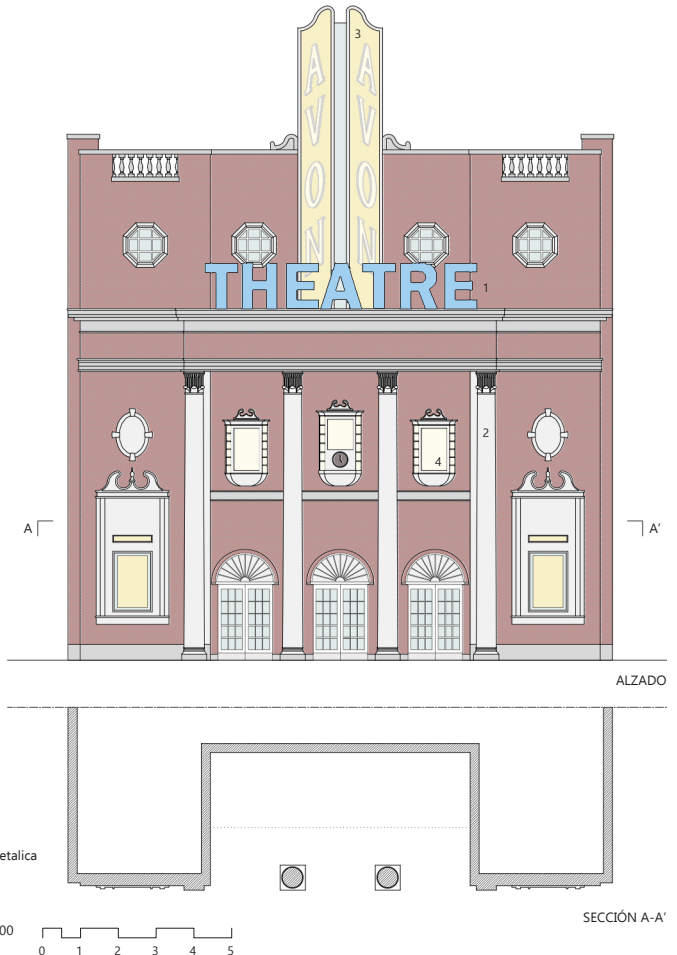 3
AVON
AVON
THEATRE
1
2
4
A
A'
ALZADO
etalica
SECCIÓN A-A'
00
0 1 2 3 4 5